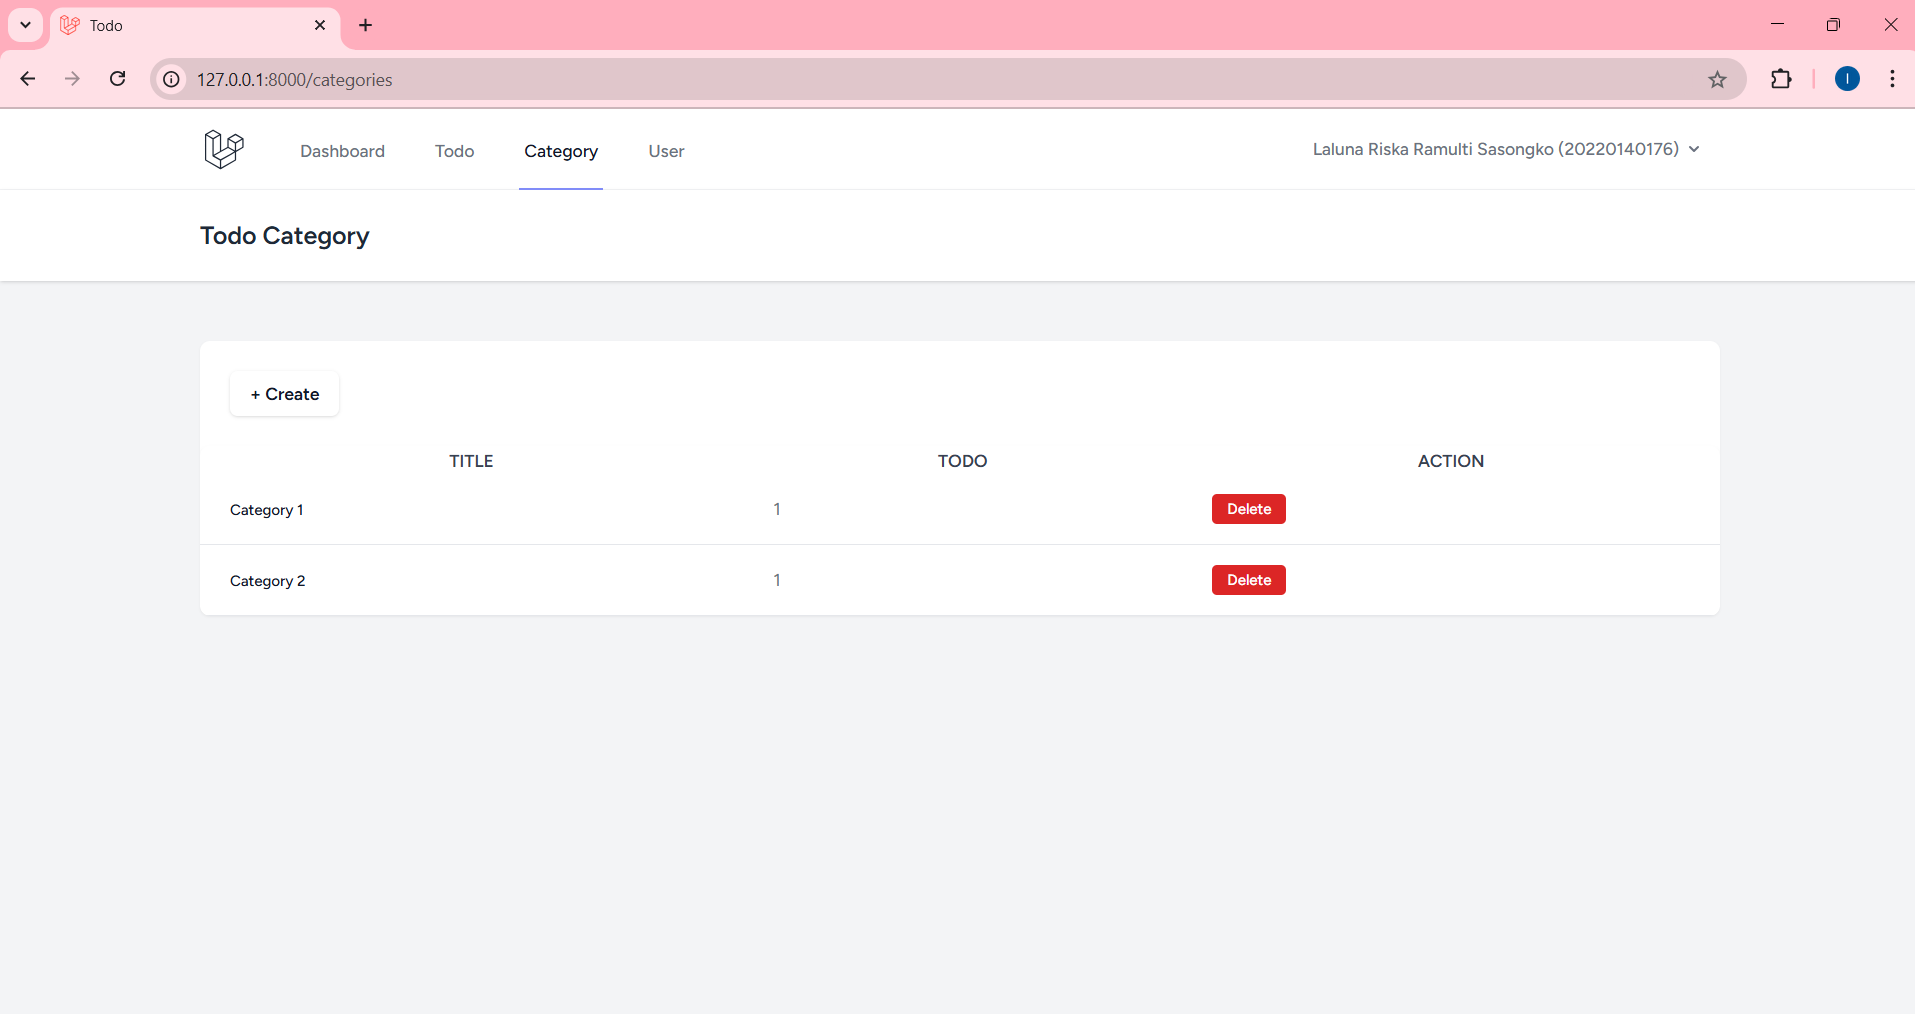 Todo
127.0.0.1:8000/categories
I
Dashboard Todo Category User Laluna Riska Ramulti Sasongko (20220140176)
Todo Category
+ Create
TITLE TODO ACTION
Category 1 1 Delete
Category 2 1 Delete